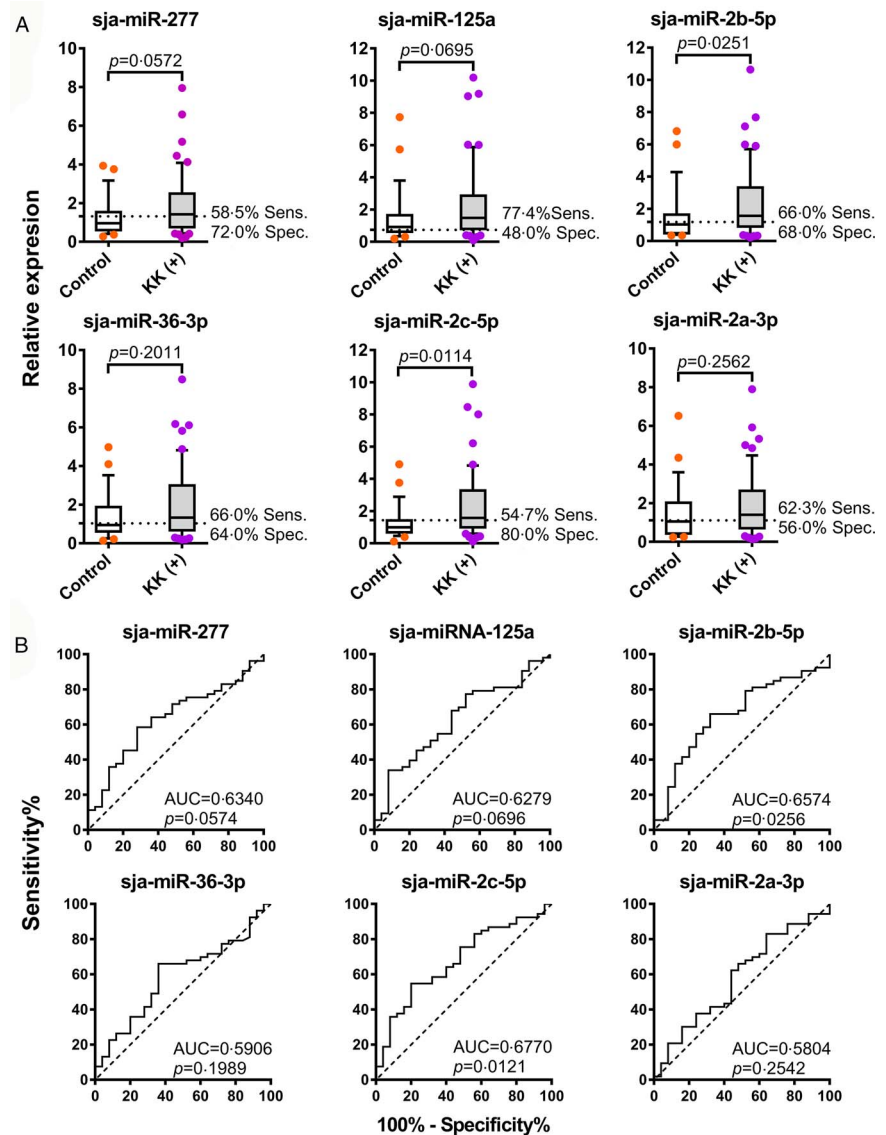 A
sja-miR-277
sja-miR-125a
sja-miR-2b-5p
p=0·0572
p=0·0695
p=0·0251
10
8
6
4
2
0
12
10
8
6
4
2
0
12
10
8
6
4
2
0
58·5% Sens.
72·0% Spec.
77·4%Sens.
48·0% Spec.
66·0% Sens.
68·0% Spec.
Control
KK (+)
Control
KK (+)
Control
KK (+)
Relative expresion
sja-miR-36-3p
sja-miR-2c-5p
sja-miR-2a-3p
p=0·2011
p=0·0114
p=0·2562
10
8
6
4
2
0
12
10
8
6
4
2
0
10
8
6
4
2
0
66·0% Sens.
64·0% Spec.
54·7% Sens.
80·0% Spec.
62·3% Sens.
56·0% Spec.
Control
KK (+)
Control
KK (+)
Control
KK (+)
B
sja-miR-277
sja-miRNA-125a
sja-miR-2b-5p
100
80
60
40
20
0
AUC=0·6340
p=0·0574
0 20 40 60 80 100
100
80
60
40
20
0
AUC=0·6279
p=0·0696
0 20 40 60 80 100
100
80
60
40
20
0
AUC=0·6574
p=0·0256
0 20 40 60 80 100
Sensitivity%
sja-miR-36-3p
sja-miR-2c-5p
sja-miR-2a-3p
100
80
60
40
20
0
AUC=0·5906
p=0·1989
0 20 40 60 80 100
100
80
60
40
20
0
AUC=0·6770
p=0·0121
0 20 40 60 80 100
100
80
60
40
20
0
AUC=0·5804
p=0·2542
0 20 40 60 80 100
100% - Specificity%